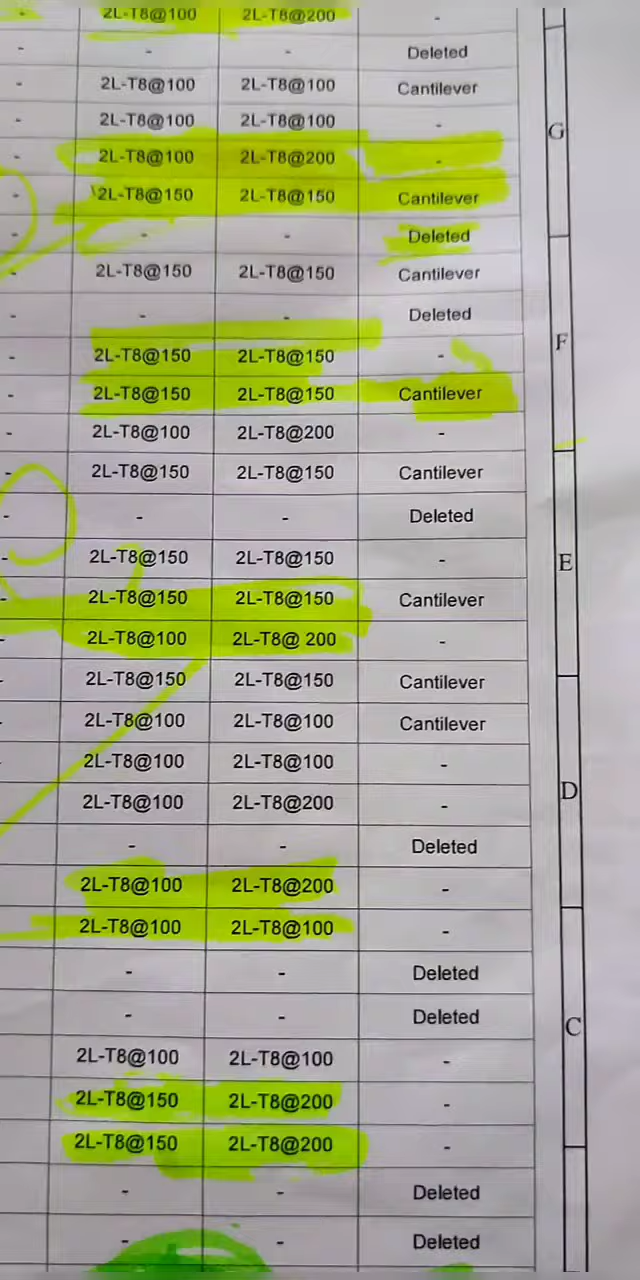 2L-T8@100 2L-T8@200 -
- - - Deleted
- 2L-T8@100 2L-T8@100 Cantilever
- 2L-T8@100 2L-T8@100 -
G
- 2L-T8@100 2L-T8@200 -
- 2L-T8@150 2L-T8@150 Cantilever
- - - Deleted
- 2L-T8@150 2L-T8@150 Cantilever
- - - Deleted
F
- 2L-T8@150 2L-T8@150 -
- 2L-T8@150 2L-T8@150 Cantilever
- 2L-T8@100 2L-T8@200 -
- 2L-T8@150 2L-T8@150 Cantilever
- - - Deleted
- 2L-T8@150 2L-T8@150 -
E
- 2L-T8@150 2L-T8@150 Cantilever
- 2L-T8@100 2L-T8@ 200 -
- 2L-T8@150 2L-T8@150 Cantilever
- 2L-T8@100 2L-T8@100 Cantilever
- 2L-T8@100 2L-T8@100 -
D
2L-T8@100 2L-T8@200 -
- - Deleted
2L-T8@100 2L-T8@200 -
2L-T8@100 2L-T8@100 -
- - Deleted
- - Deleted
C
2L-T8@100 2L-T8@100 -
2L-T8@150 2L-T8@200 -
2L-T8@150 2L-T8@200 -
- - Deleted
- - Deleted